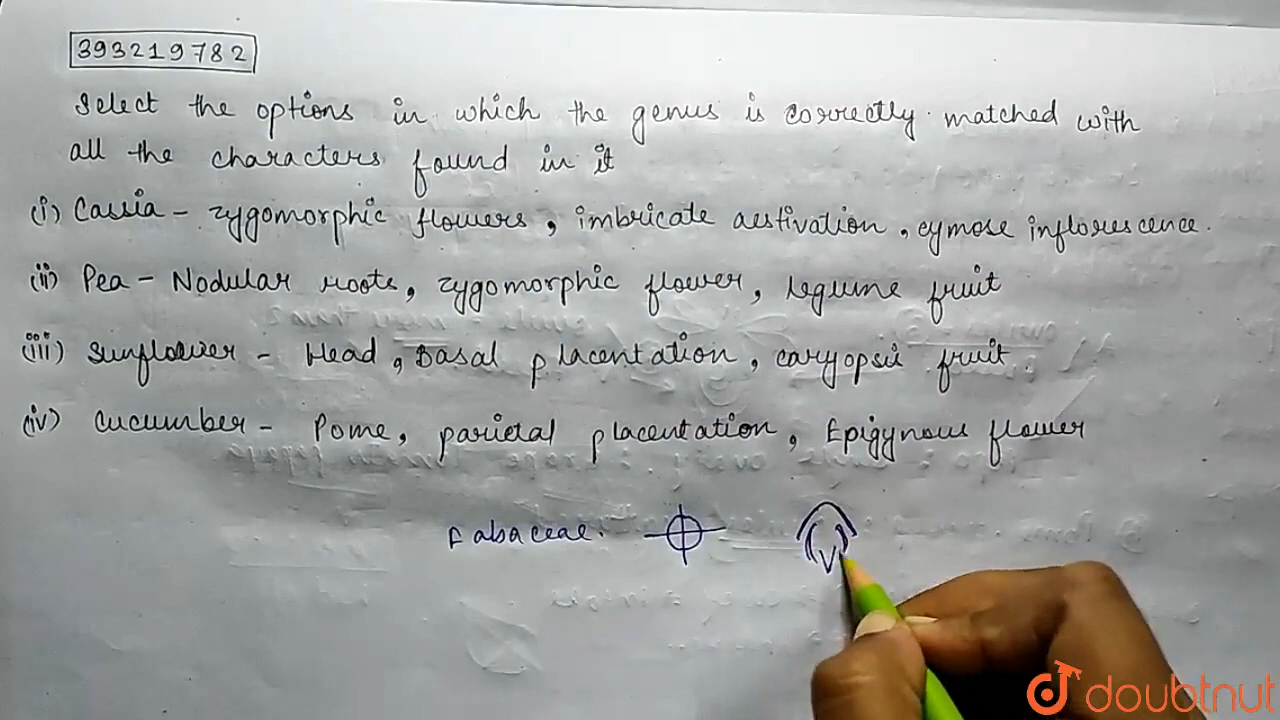 393219782
Select the options in which the genus is correctly matched with
all the characters found in it
(i) Cassia - zygomorphic flowers, imbricate aestivation, cymose inflorescence.
(ii) Pea - Nodular roots, zygomorphic flower, legume fruit
(iii) Sunflower - Head, Basal placentation, caryopsis fruit.
(iv) Cucumber - Pome, parietal placentation, Epigynous flower
Fabaceae.
doubtnut